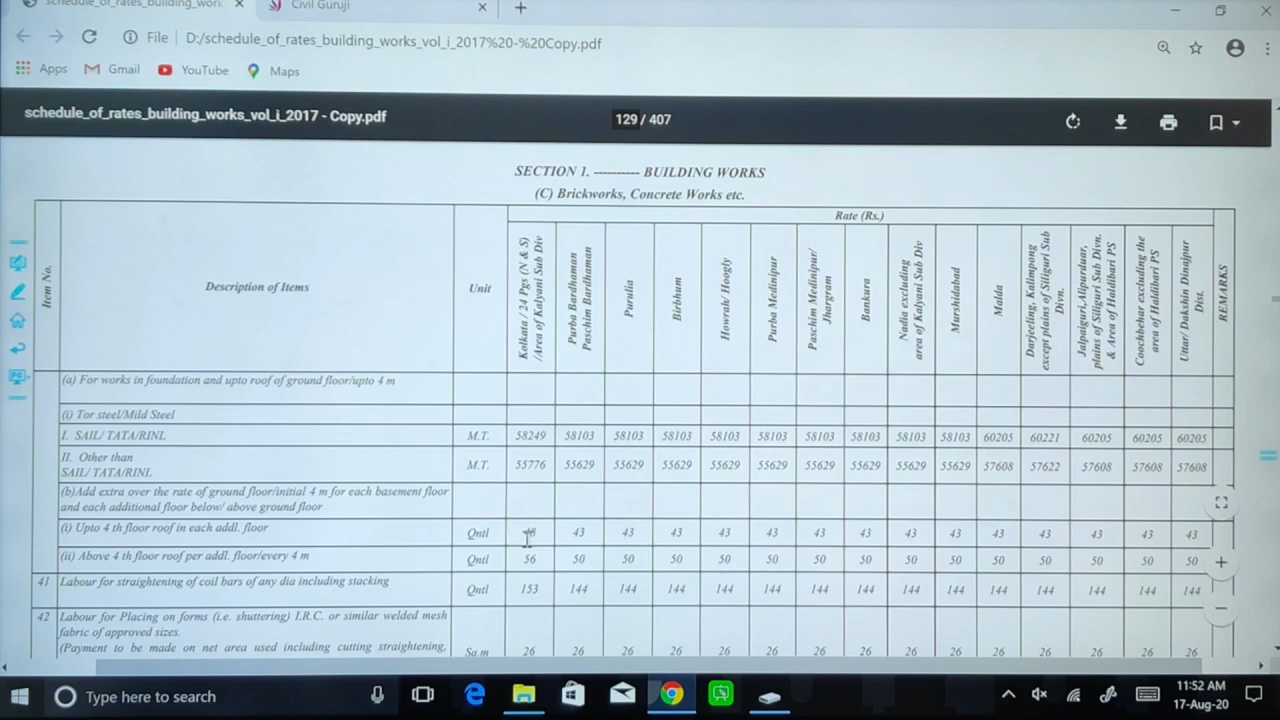 schedule_of_rates_building_work
Civil Guruji
File D:/schedule_of_rates_building_works_vol_i_2017%20-%20Copy.pdf
Apps Gmail YouTube Maps
schedule_of_rates_building_works_vol_i_2017 - Copy.pdf 129 / 407
SECTION 1. ---------- BUILDING WORKS
(C) Brickworks, Concrete Works etc.
Item No.
Description of Items
Unit
Rate (Rs.)
Kolkata / 24 Pgs (N & S)
/Area of Kalyani Sub Div
Purba Bardhaman
Paschim Bardhaman
Purulia
Birbhum
Howrah/ Hoogly
Purba Medinipur
Paschim Medinipur/
Jhargram
Bankura
Nadia excluding
area of Kalyani Sub Div
Murshidabad
Malda
Darjeeling, Kalimpong
except plains of Siliguri Sub
Divn.
Jalpaiguri, Alipurduar,
plains of Siliguri Sub Divn.
& Area of Haldibari PS
Coochbehar excluding the
area of Haldibari PS
Uttar/ Dakshin Dinajpur
Dist.
REMARKS
(a) For works in foundation and upto roof of ground floor/upto 4 m
(i) Tor steel/Mild Steel
I. SAIL/ TATA/RINL M.T. 58249 58103 58103 58103 58103 58103 58103 58103 58103 58103 60205 60221 60205 60205 60205
II. Other than
SAIL/ TATA/RINL M.T. 55776 55629 55629 55629 55629 55629 55629 55629 55629 55629 57608 57622 57608 57608 57608
(b)Add extra over the rate of ground floor/initial 4 m for each basement floor
and each additional floor below/ above ground floor
(i) Upto 4 th floor roof in each addl. floor Qntl 43 43 43 43 43 43 43 43 43 43 43 43 43 43
(ii) Above 4 th floor roof per addl. floor/every 4 m Qntl 56 50 50 50 50 50 50 50 50 50 50 50 50 50 50
41 Labour for straightening of coil bars of any dia including stacking Qntl 153 144 144 144 144 144 144 144 144 144 144 144 144 144 144
42 Labour for Placing on forms (i.e. shuttering) I.R.C. or similar welded mesh
fabric of approved sizes.
(Payment to be made on net area used including cutting straightening, Sq.m 26 26 26 26 26 26 26 26 26 26 26 26 26 26 26
Type here to search
11:52 AM
17-Aug-20